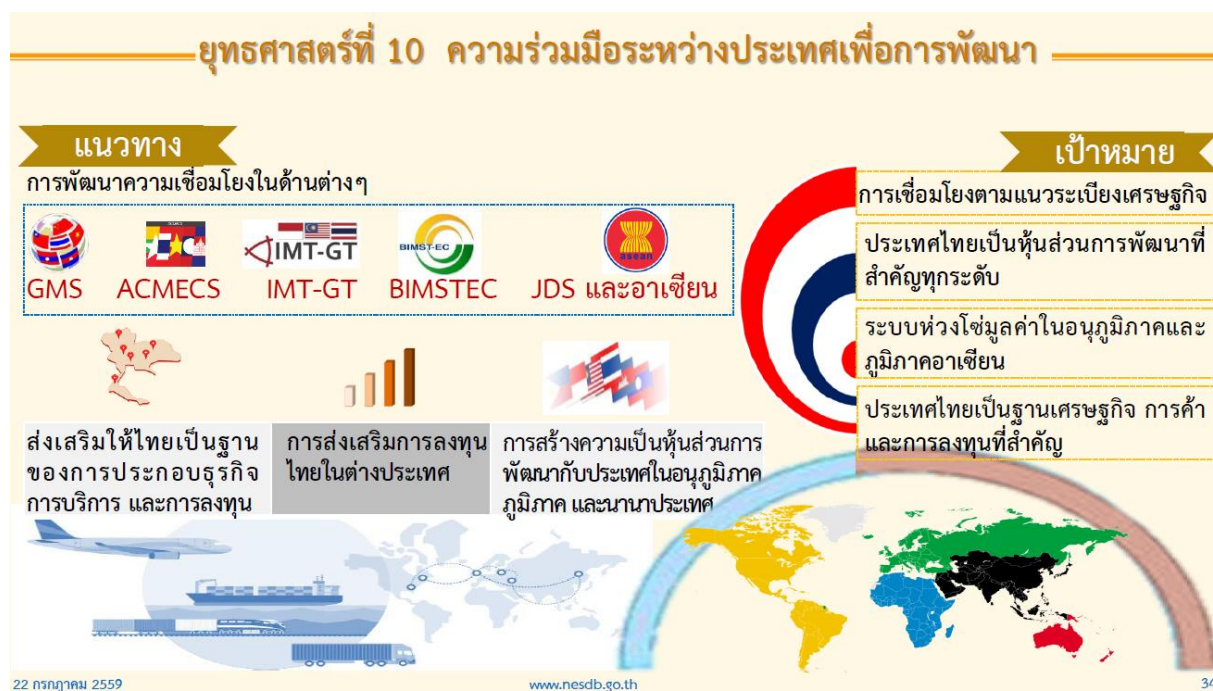 ยุทธศาสตร์ที่ 10 ความร่วมมือระหว่างประเทศเพื่อการพัฒนา
แนวทาง
การพัฒนาความเชื่อมโยงในด้านต่างๆ
IMT-GT
BIMST-EC
asean
GMS ACMECS IMT-GT BIMSTEC JDS และอาเซียน
ส่งเสริมให้ไทยเป็นฐาน
ของการประกอบธุรกิจ
การบริการ และการลงทุน
การส่งเสริมการลงทุน
ไทยในต่างประเทศ
การสร้างความเป็นหุ้นส่วนการ
พัฒนากับประเทศในอนุภูมิภาค
ภูมิภาค และนานาประเทศ
เป้าหมาย
การเชื่อมโยงตามแนวระเบียงเศรษฐกิจ
ประเทศไทยเป็นหุ้นส่วนการพัฒนาที่
สำคัญทุกระดับ
ระบบห่วงโซ่มูลค่าในอนุภูมิภาคและ
ภูมิภาคอาเซียน
ประเทศไทยเป็นฐานเศรษฐกิจ การค้า
และการลงทุนที่สำคัญ
22 กรกฎาคม 2559
www.nesdb.go.th
34